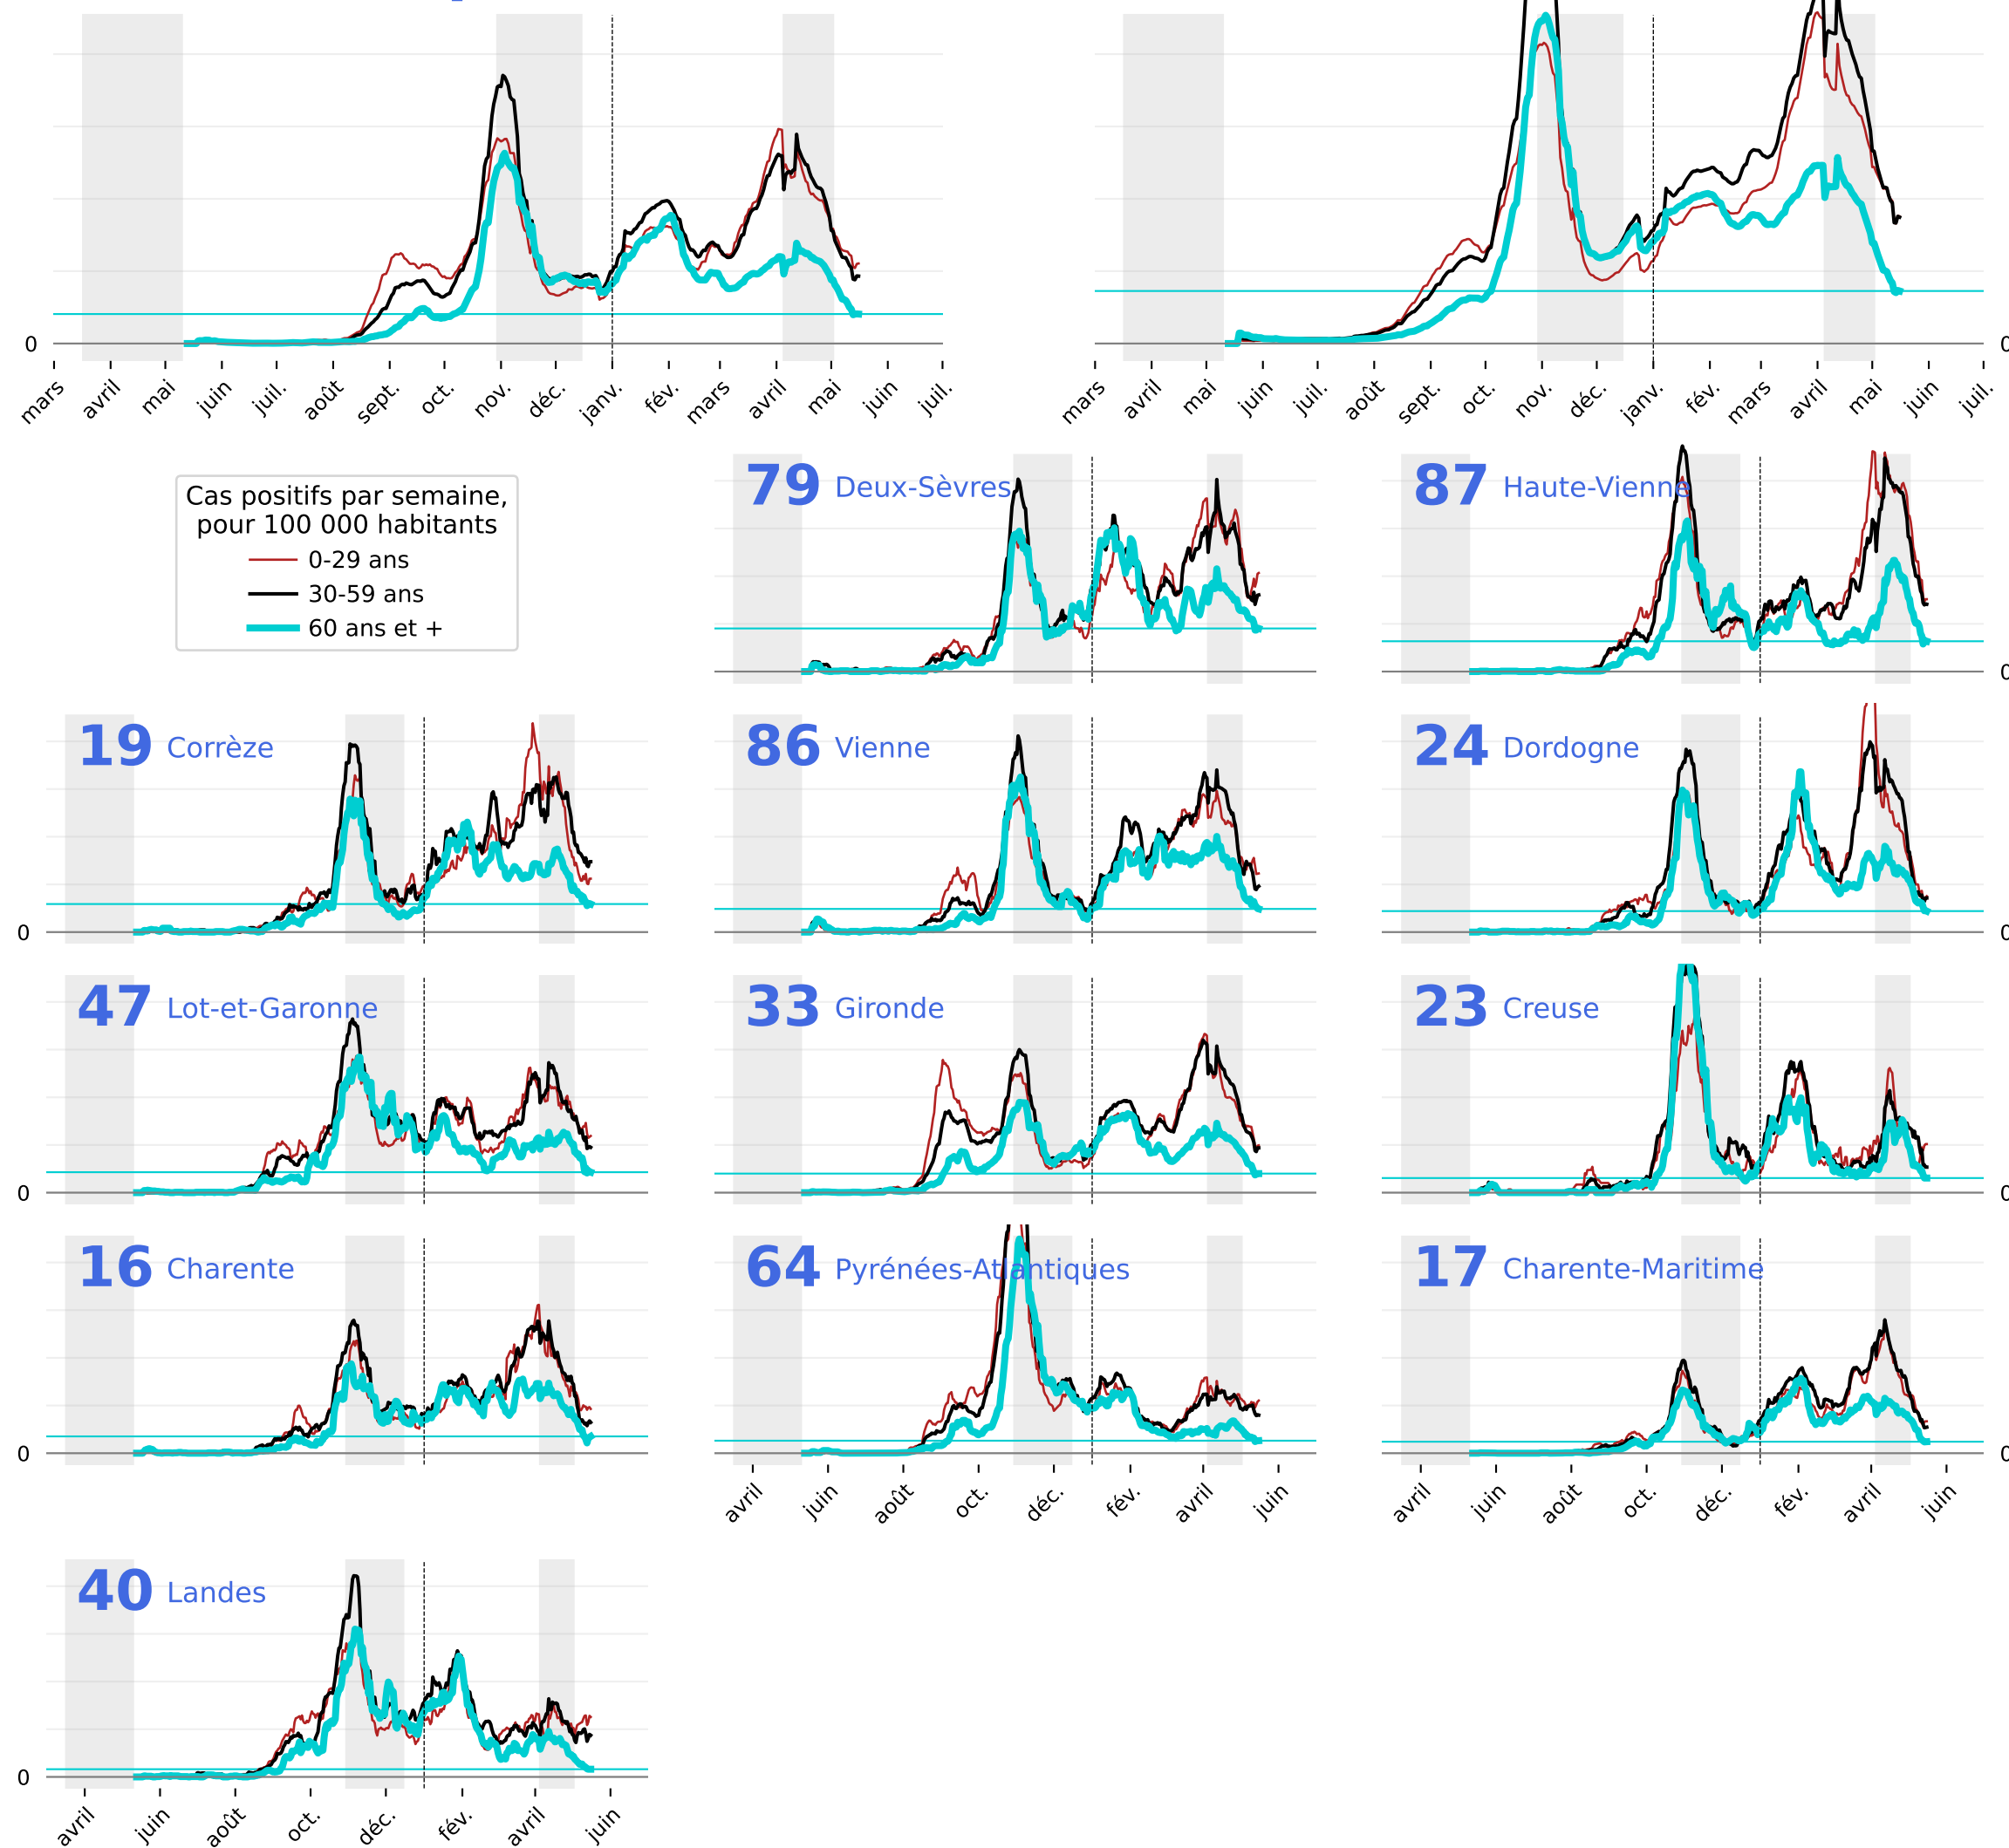 0
mars avril mai juin juil. août sept. oct. nov. déc. janv. fév. mars avril mai juin juil.
mars avril mai juin juil. août sept. oct. nov. déc. janv. fév. mars avril mai juin juil.
0
Cas positifs par semaine,
pour 100 000 habitants
0-29 ans
30-59 ans
60 ans et +
79 Deux-Sèvres
87 Haute-Vienne
0
19 Corrèze
0
86 Vienne
24 Dordogne
0
47 Lot-et-Garonne
0
33 Gironde
23 Creuse
0
16 Charente
0
64 Pyrénées-Atlantiques
17 Charente-Maritime
0
avril juin août oct. déc. fév. avril juin
avril juin août oct. déc. fév. avril juin
40 Landes
0
avril juin août oct. déc. fév. avril juin